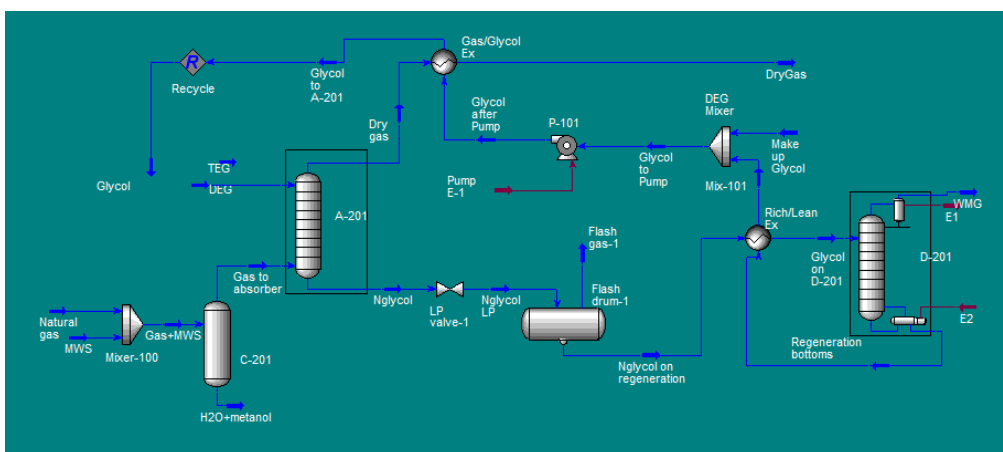 Gas/Glycol
Ex
R
Recycle
Glycol
to
A-201
DryGas
Glycol
after
Pump
P-101
DEG
Mixer
Dry
gas
Make
up
Glycol
Glycol
to
Pump
Mix-101
TEG
DEG
Glycol
Pump
E-1
A-201
Rich/Lean
Ex
WMG
E1
Flash
gas-1
Glycol
on
D-201
D-201
Gas to
absorber
Nglycol
LP
valve-1
Nglycol
LP
Flash
drum-1
Natural
gas
MWS
Gas+MWS
Mixer-100
C-201
E2
Regeneration
bottoms
Nglycol on
regeneration
H2O+metanol